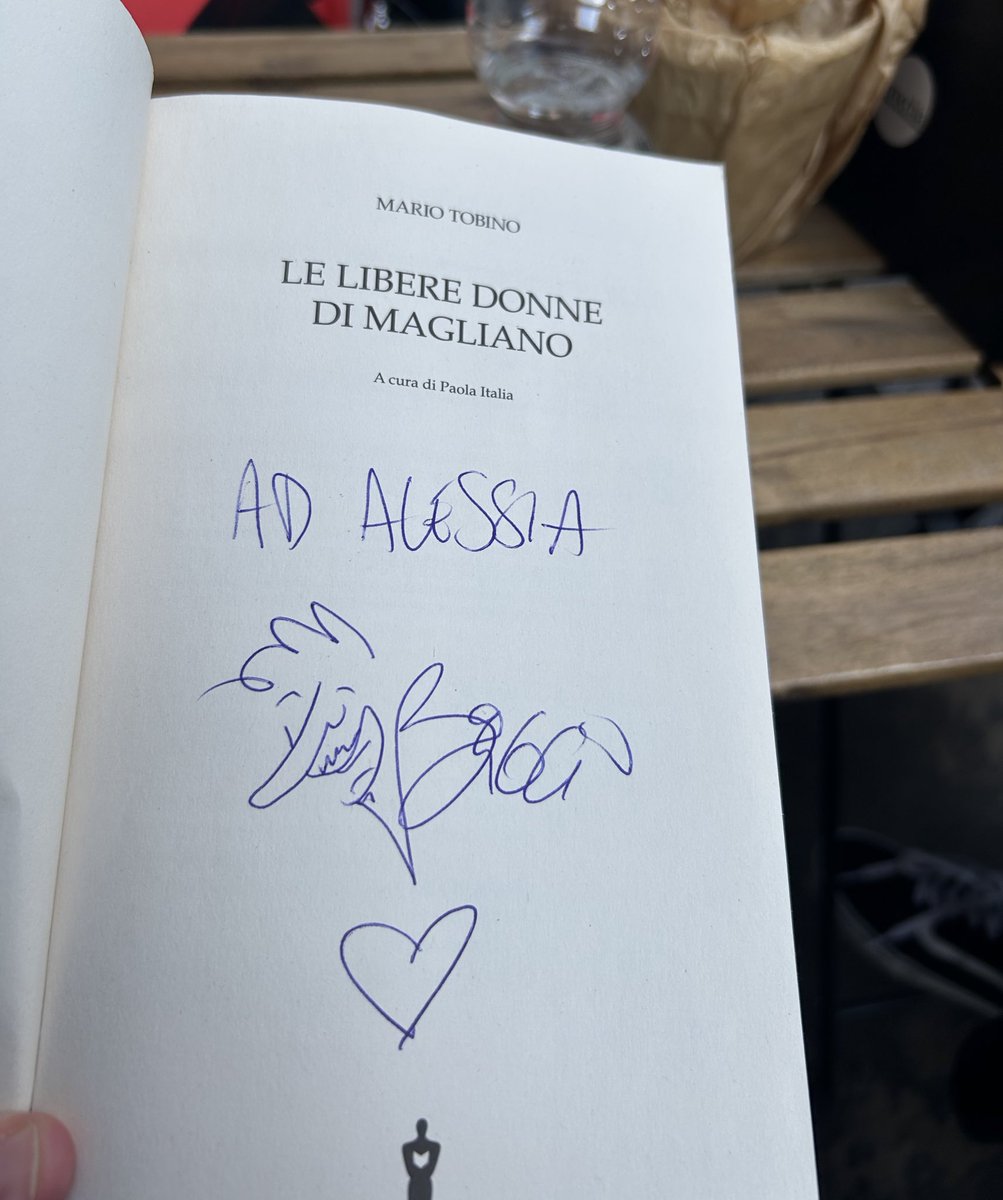 MARIO TOBINO
LE LIBERE DONNE
DI MAGLIANO
A cura di Paola Italia
AD ALESSIA